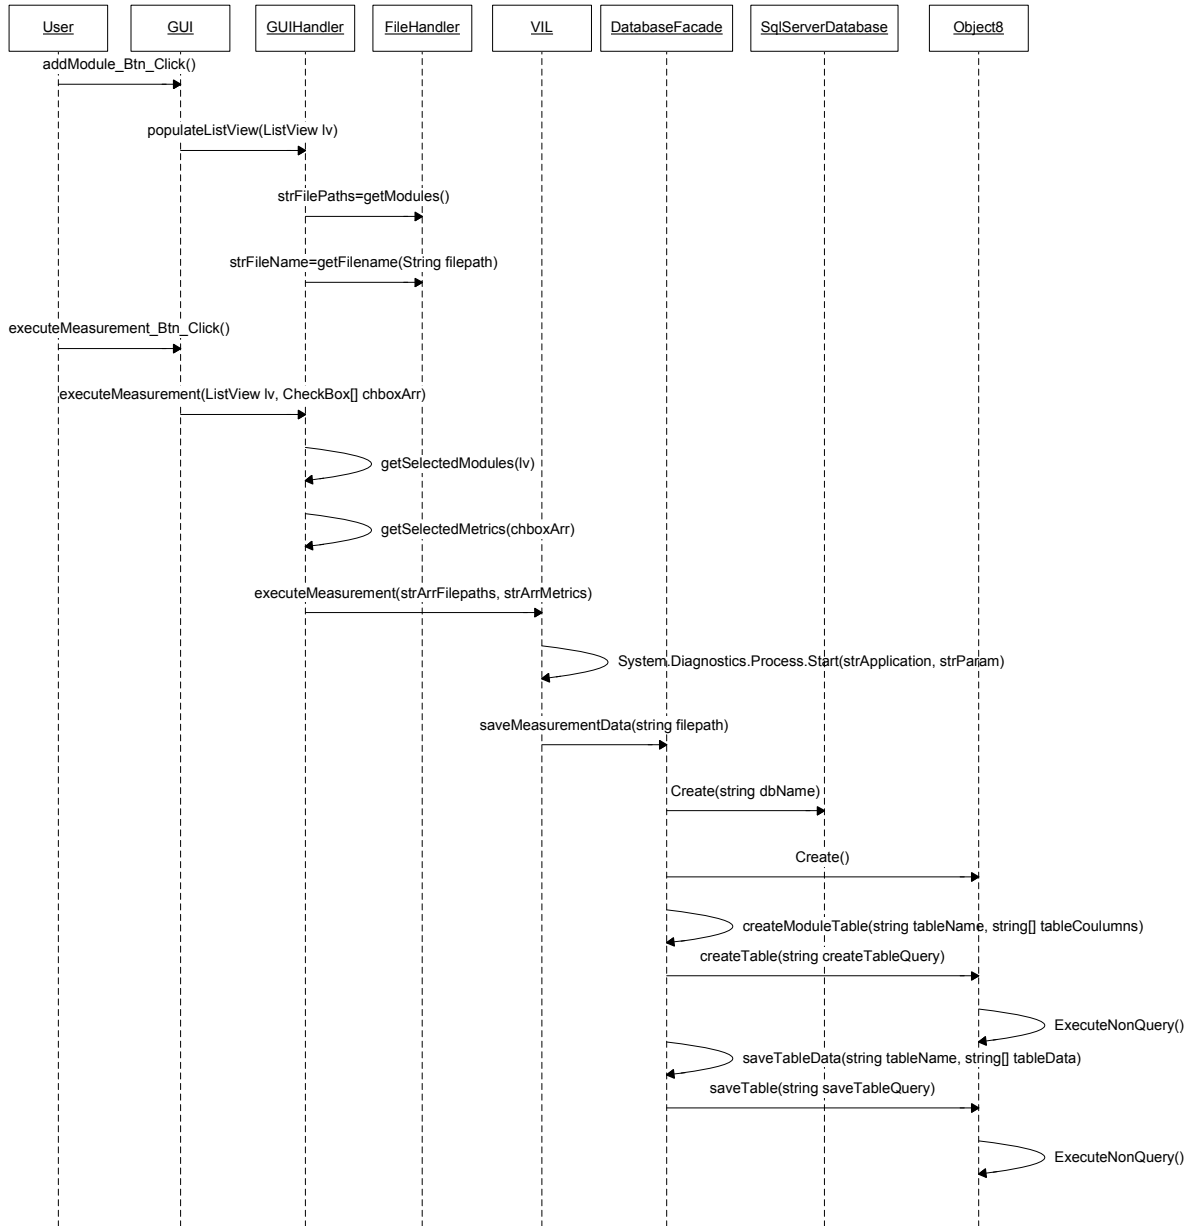 User GUI GUIHandler FileHandler VIL DatabaseFacade SqlServerDatabase Object8
addModule_Btn_Click()
populateListView(ListView lv)
strFilePaths=getModules()
strFileName=getFilename(String filepath)
executeMeasurement_Btn_Click()
executeMeasurement(ListView lv, CheckBox[] chboxArr)
getSelectedModules(lv)
getSelectedMetrics(chboxArr)
executeMeasurement(strArrFilepaths, strArrMetrics)
System.Diagnostics.Process.Start(strApplication, strParam)
saveMeasurementData(string filepath)
Create(string dbName)
Create()
createModuleTable(string tableName, string[] tableCoulumns)
createTable(string createTableQuery)
ExecuteNonQuery()
saveTableData(string tableName, string[] tableData)
saveTable(string saveTableQuery)
ExecuteNonQuery()